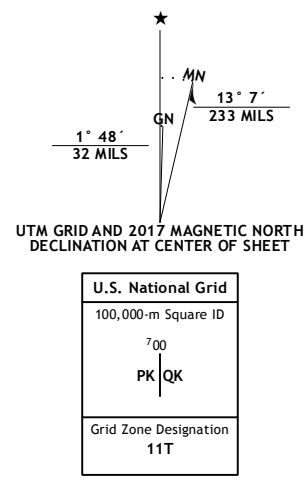 ★
MN
GN
13° 7´
233 MILS
1° 48´
32 MILS
UTM GRID AND 2017 MAGNETIC NORTH
DECLINATION AT CENTER OF SHEET
U.S. National Grid
100,000-m Square ID
⁷00
PK QK
Grid Zone Designation
11T